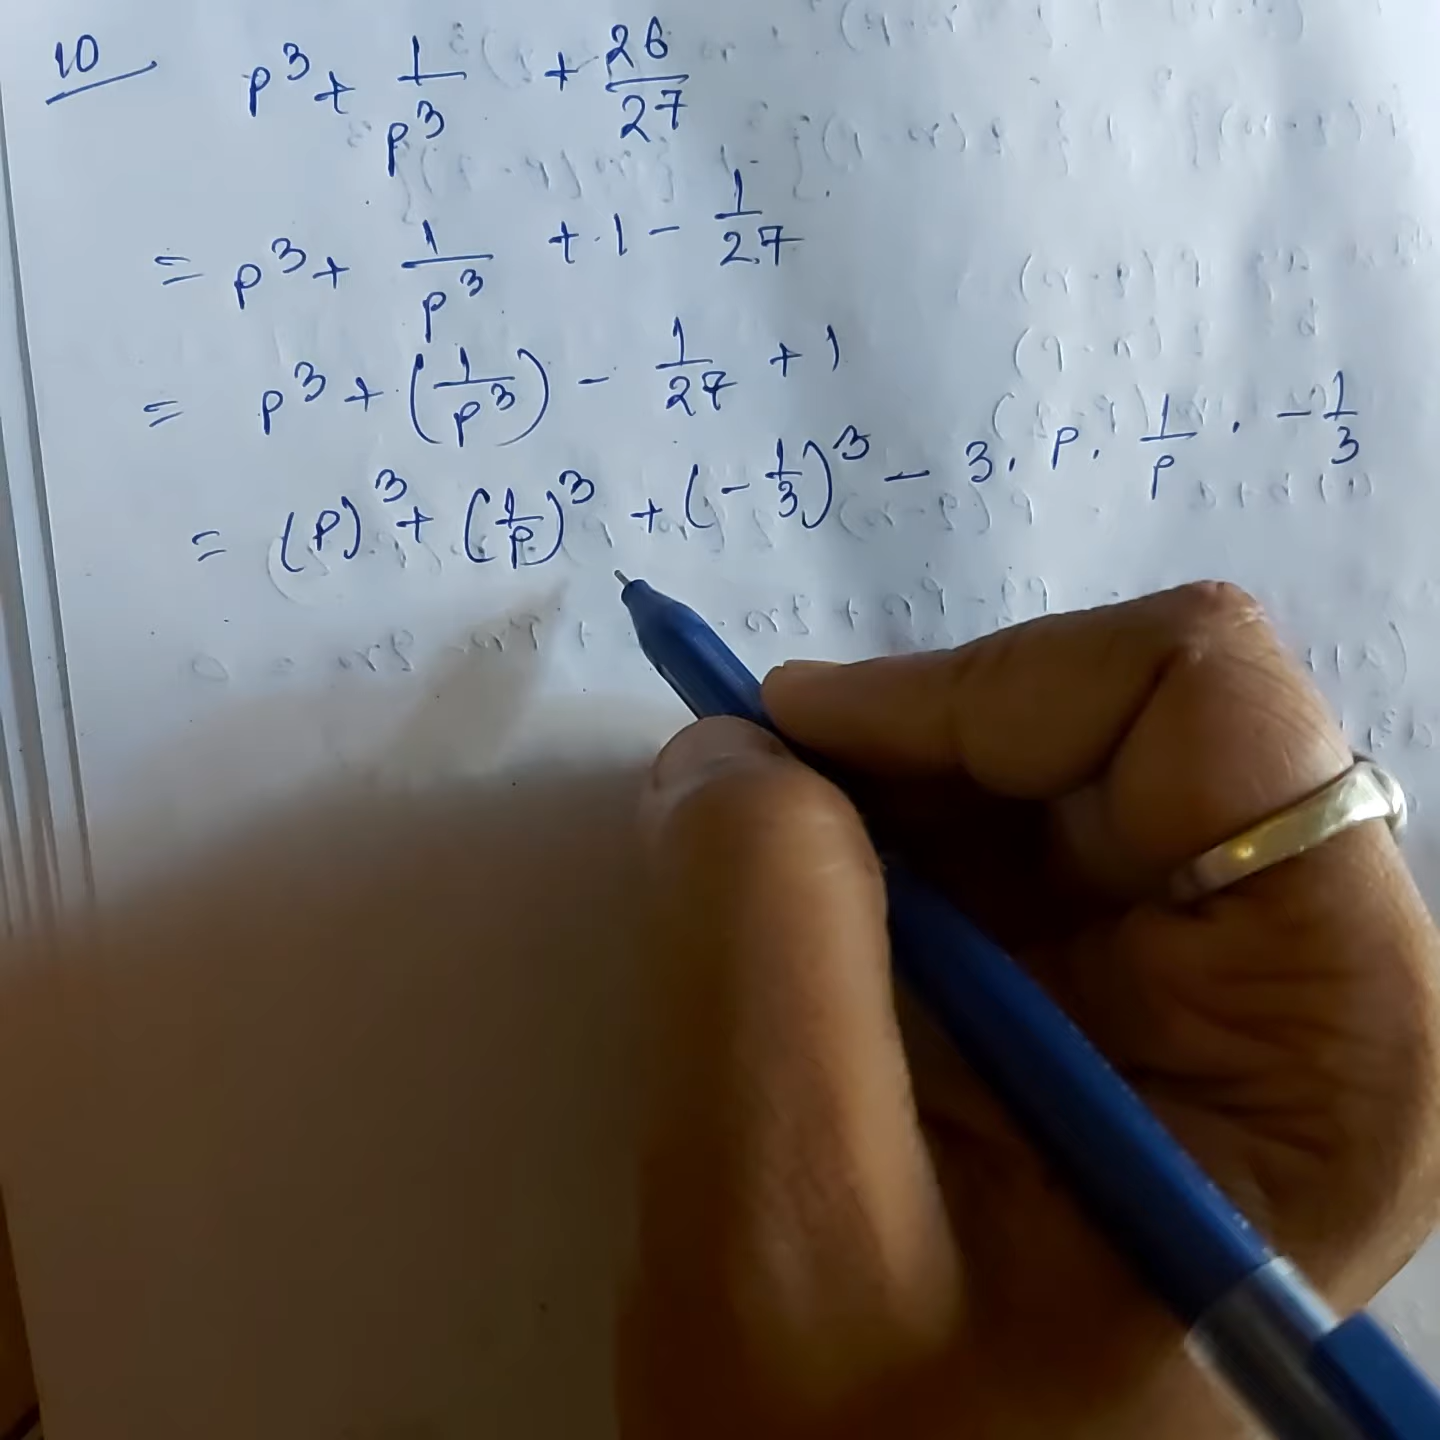 10 p³ + 1/p³ + 26/27
= p³ + 1/p³ + 1 - 1/27
= p³ + (1/p³) - 1/27 + 1
= (p)³ + (1/p)³ + (-1/3)³ - 3. p. 1/p . -1/3